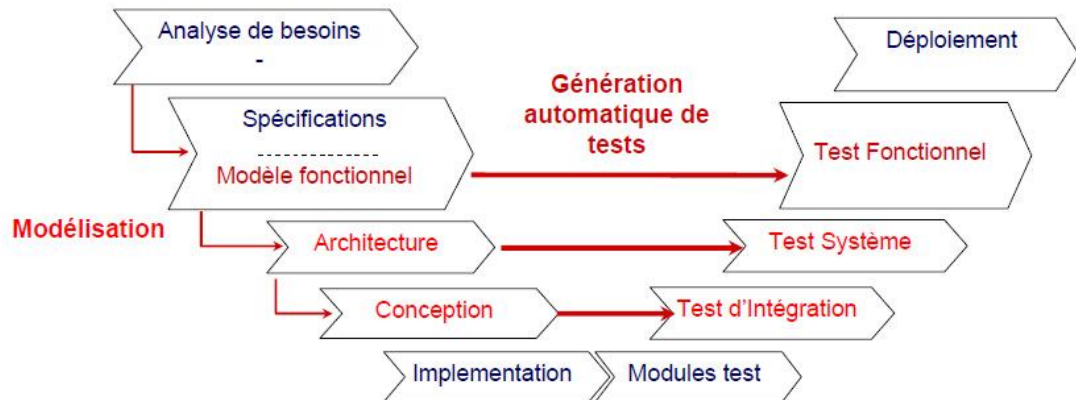 Analyse de besoins
-
Déploiement
Génération
automatique de
tests
Spécifications
--------------------
Modèle fonctionnel
Test Fonctionnel
Modélisation
Architecture
Test Système
Conception
Test d'Intégration
Implementation
Modules test